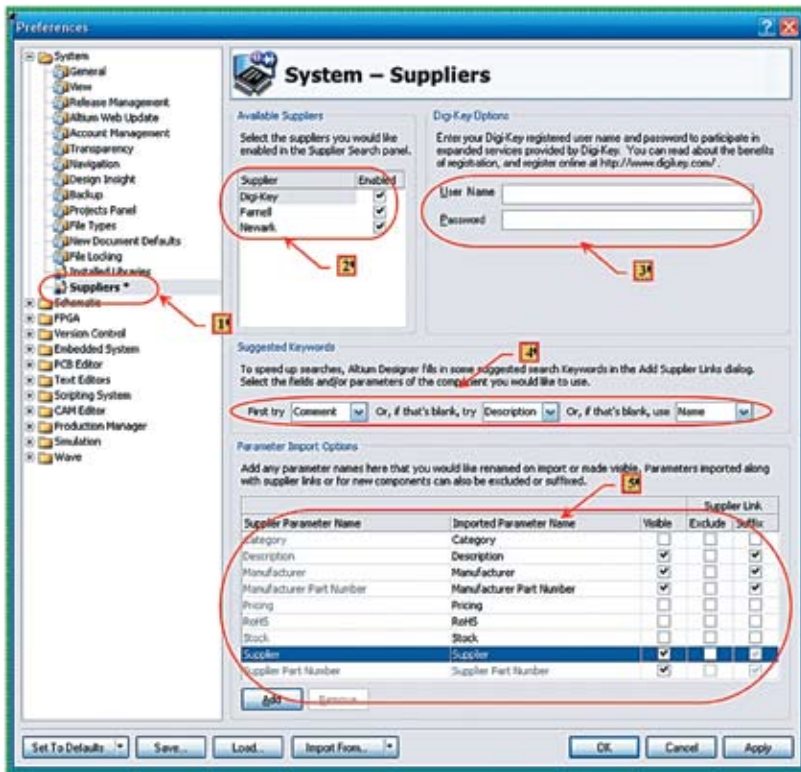 Preferences
System
General
View
Release Management
Altium Web Update
Account Management
Transparency
Navigation
Design Insight
Backup
Projects Panel
File Types
New Document Defaults
File Locking
Installed Libraries
Suppliers *
Schematic
FPGA
Version Control
Embedded System
PCB Editor
Text Editors
Scripting System
CAM Editor
Production Manager
Simulation
Wave
1
System – Suppliers
Available Suppliers
Select the suppliers you would like
enabled in the Supplier Search panel.
Supplier Enabled
Digi-Key
Farnell
Newark
2
Digi-Key Options
Enter your Digi-Key registered user name and password to participate in
expanded services provided by Digi-Key. You can read about the benefits
of registration, and register online at http://www.digikey.com/ .
User Name
Password
3
Suggested Keywords
4
To speed up searches, Altium Designer fills in some suggested search Keywords in the Add Supplier Links dialog.
Select the fields and/or parameters of the component you would like to use.
First try Comment Or, if that's blank, try Description Or, if that's blank, use Name
Parameter Import Options
Add any parameter names here that you would like renamed on import or made visible. Parameters imported along
with supplier links or for new components can also be excluded or suffixed.
5
Supplier Link
Supplier Parameter Name Imported Parameter Name Visible Exclude Suffix
Category Category
Description Description
Manufacturer Manufacturer
Manufacturer Part Number Manufacturer Part Number
Pricing Pricing
RoHS RoHS
Stock Stock
Supplier Supplier
Supplier Part Number Supplier Part Number
Add Remove
Set To Defaults Save... Load... Import From... OK Cancel Apply